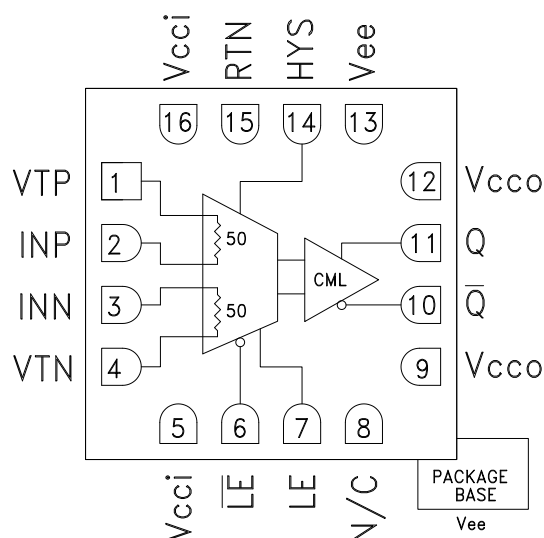 Vcci
RTN
HYS
Vee
16
15
14
13
VTP
1
12
Vcco
INP
2
50
11
Q
CML
INN
3
50
10
Q̅
VTN
4
9
Vcco
5
6
7
8
Vcci
L̅E̅
LE
N/C
PACKAGE
BASE
Vee